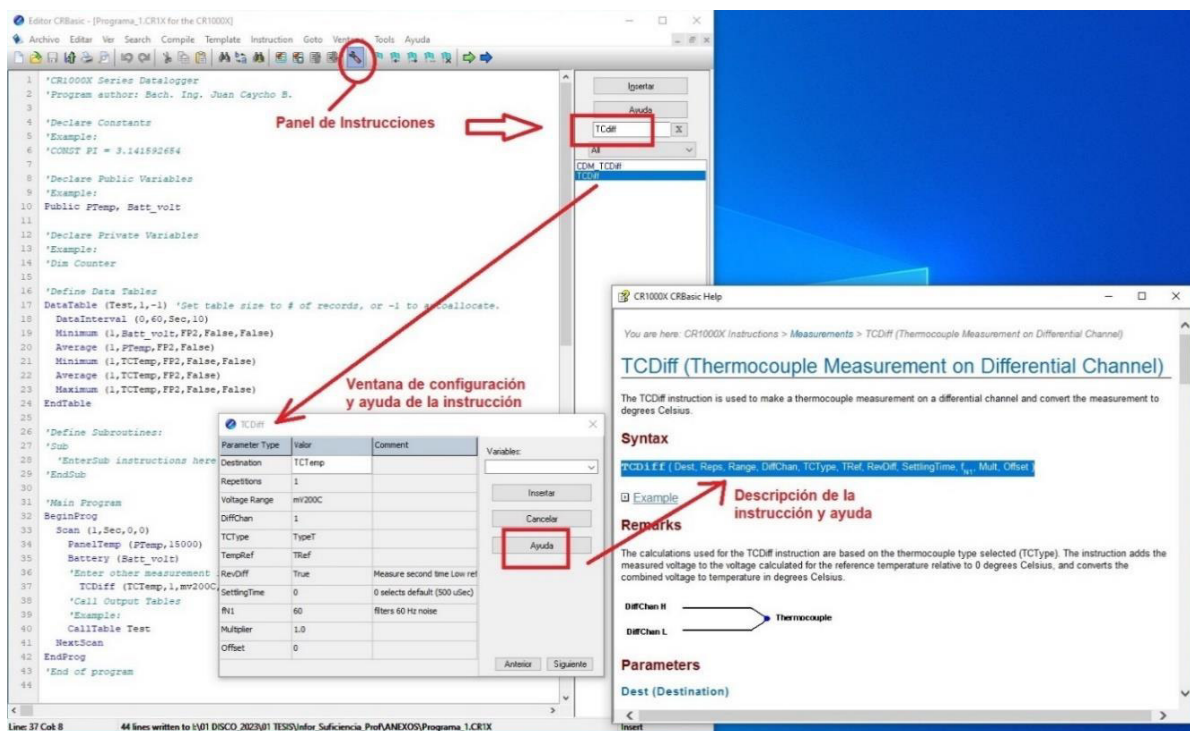 Editor CRBasic - [Programa_1.CR1X for the CR1000X]
Archivo Editar Ver Search Compile Template Instruction Goto Ventana Tools Ayuda
1 'CR1000X Series Datalogger
2 'Program author: Bach. Ing. Juan Caycho B.
3
4 'Declare Constants
5 'Example:
6 'CONST PI = 3.141592654
7
8 'Declare Public Variables
9 'Example:
10 Public PTemp, Batt_volt
11
12 'Declare Private Variables
13 'Example:
14 'Dim Counter
15
16 'Define Data Tables
17 DataTable (Test,1,-1) 'Set table size to # of records, or -1 to autoallocate.
18 DataInterval (0,60,Sec,10)
19 Minimum (1,Batt_volt,FP2,False,False)
20 Average (1,PTemp,FP2,False)
21 Minimum (1,TCTemp,FP2,False,False)
22 Average (1,TCTemp,FP2,False)
23 Maximum (1,TCTemp,FP2,False,False)
24 EndTable
25
26 'Define Subroutines:
27 'Sub
28 'EnterSub instructions here
29 'EndSub
30
31 'Main Program
32 BeginProg
33 Scan (1,Sec,0,0)
34 PanelTemp (PTemp,15000)
35 Battery (Batt_volt)
36 'Enter other measurement
37 TCDiff (TCTemp,1,mv200C,
38 'Call Output Tables
39 'Example:
40 CallTable Test
41 NextScan
42 EndProg
43 'End of program
44
Panel de Instrucciones
Insertar
Ayuda
TCdiff
X
All
CDM_TCDiff
TCDiff
Ventana de configuración
y ayuda de la instrucción
TCDiff
Parameter Type Valor Comment
Destination TCTemp
Repetitions 1
Voltage Range mV200C
DiffChan 1
TCType TypeT
TempRef TRef
RevDiff True Measure second time Low ref
SettlingTime 0 0 selects default (500 uSec)
fN1 60 filters 60 Hz noise
Multiplier 1.0
Offset 0
Variables:
Insertar
Cancelar
Ayuda
Anterior Siguiente
CR1000X CRBasic Help
You are here: CR1000X Instructions > Measurements > TCDiff (Thermocouple Measurement on Differential Channel)
TCDiff (Thermocouple Measurement on Differential Channel)
The TCDiff instruction is used to make a thermocouple measurement on a differential channel and convert the measurement to
degrees Celsius.
Syntax
TCDiff ( Dest, Reps, Range, DiffChan, TCType, TRef, RevDiff, SettlingTime, fN1, Mult, Offset )
Example
Descripción de la
instrucción y ayuda
Remarks
The calculations used for the TCDiff instruction are based on the thermocouple type selected (TCType). The instruction adds the
measured voltage to the voltage calculated for the reference temperature relative to 0 degrees Celsius, and converts the
combined voltage to temperature in degrees Celsius.
DiffChan H
Thermocouple
DiffChan L
Parameters
Dest (Destination)
Line: 37 Col: 8 44 lines written to I:\01 DISCO_2023\01 TESIS\Infor_Suficiencia_Prof\ANEXOS\Programa_1.CR1X Insert